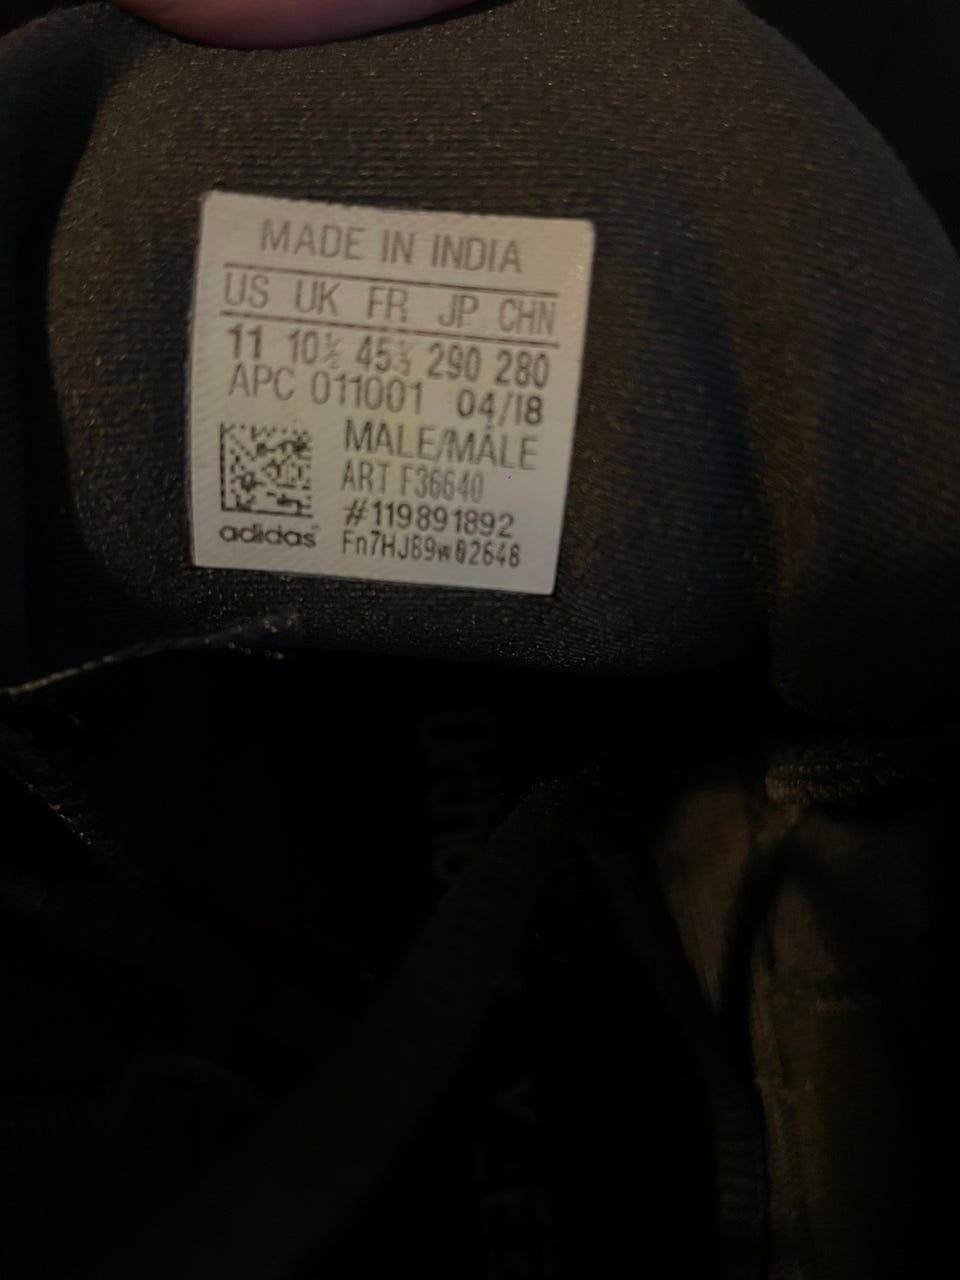 MADE IN INDIA
US UK FR JP CHN
11 10½ 45⅓ 290 280
APC 011001 04/18
MALE/MÂLE
ART F36640
#119891892
adidas
Ortho